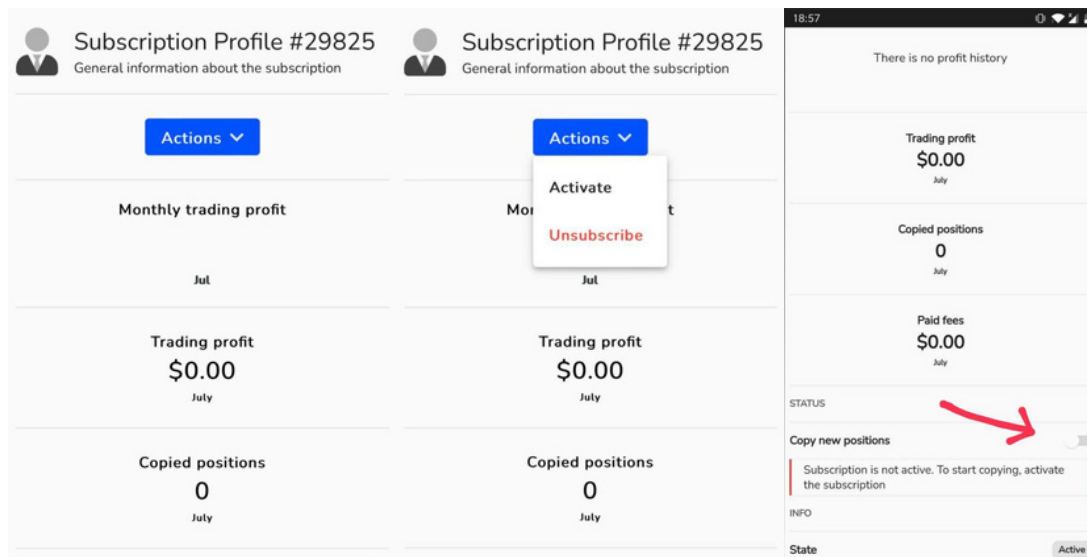 Subscription Profile #29825
General information about the subscription
Actions
Monthly trading profit
Jul
Trading profit
$0.00
July
Copied positions
0
July
Subscription Profile #29825
General information about the subscription
Actions
Activate
Unsubscribe
Mo
t
Jul
Trading profit
$0.00
July
Copied positions
0
July
18:57
There is no profit history
Trading profit
$0.00
July
Copied positions
0
July
Paid fees
$0.00
July
STATUS
Copy new positions
Subscription is not active. To start copying, activate
the subscription
INFO
State
Active